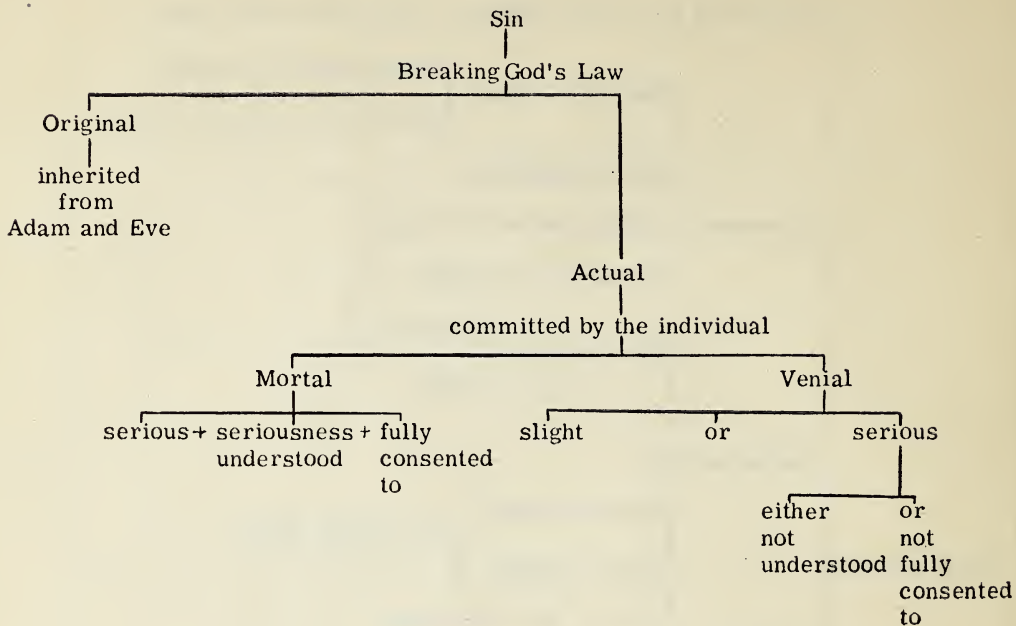 Sin
Breaking God's Law
Original
inherited
from
Adam and Eve
Actual
committed by the individual
Mortal
Venial
serious + seriousness + fully
understood consented
to
slight or serious
either or
not not
understood fully
consented
to